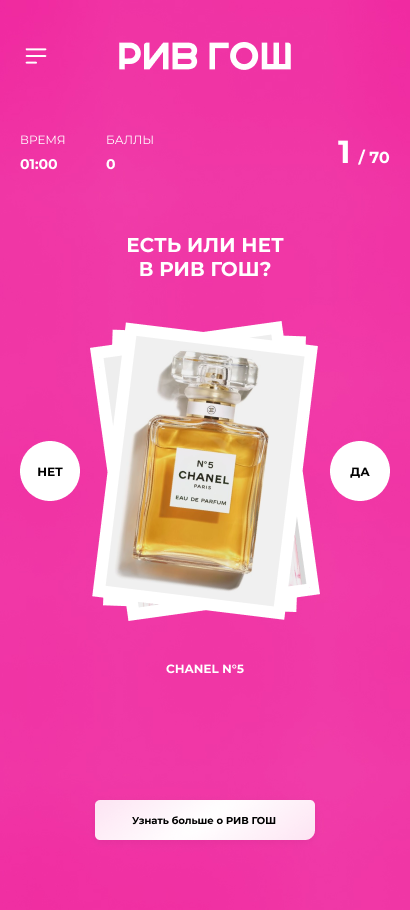 РИВ ГОШ
ВРЕМЯ
01:00
БАЛЛЫ
0
1 / 70
ЕСТЬ ИЛИ НЕТ
В РИВ ГОШ?
N°5
CHANEL
PARIS
EAU DE PARFUM
НЕТ
ДА
CHANEL N°5
Узнать больше о РИВ ГОШ